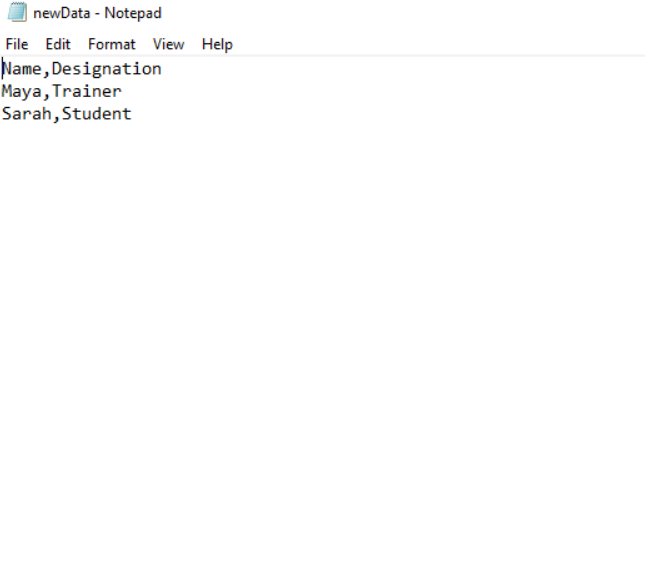 newData - Notepad
File Edit Format View Help
Name,Designation
Maya,Trainer
Sarah,Student